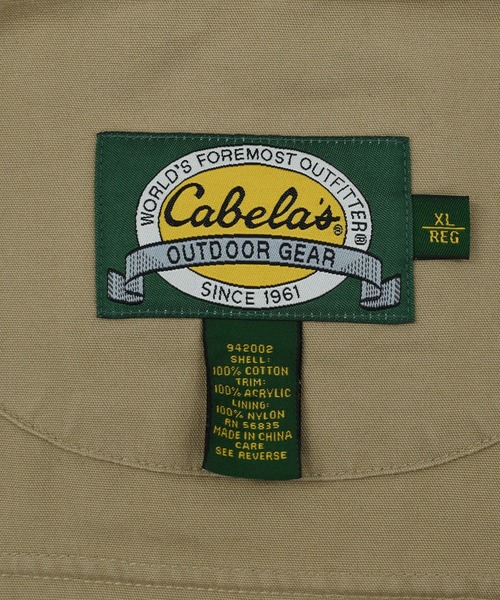 WORLD'S FOREMOST OUTFITTER®
Cabela's®
OUTDOOR GEAR
SINCE 1961
XL
REG
942002
SHELL:
100% COTTON
TRIM:
100% ACRYLIC
LINING:
100% NYLON
RN 56835
MADE IN CHINA
CARE
SEE REVERSE